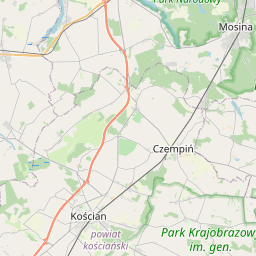 Park Narodowy
Mosina
Czempiń
Kościan
powiat
kościański
Park Krajobrazowy
im. gen.